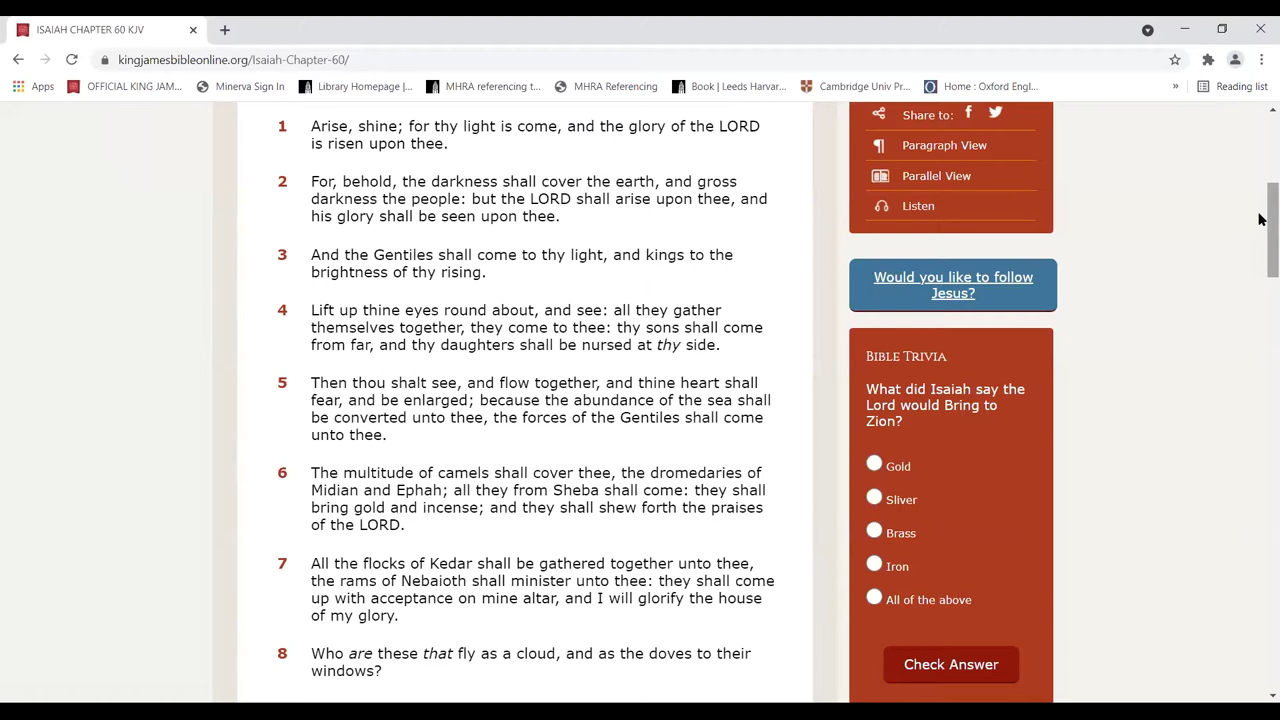 ISAIAH CHAPTER 60 KJV
kingjamesbibleonline.org/Isaiah-Chapter-60/
Apps
OFFICIAL KING JAM...
Minerva Sign In
Library Homepage |...
MHRA referencing t...
MHRA Referencing
Book | Leeds Harvar...
Cambridge Univ Pr...
Home : Oxford Engl...
»
Reading list
1 Arise, shine; for thy light is come, and the glory of the LORD
is risen upon thee.
2 For, behold, the darkness shall cover the earth, and gross
darkness the people: but the LORD shall arise upon thee, and
his glory shall be seen upon thee.
3 And the Gentiles shall come to thy light, and kings to the
brightness of thy rising.
4 Lift up thine eyes round about, and see: all they gather
themselves together, they come to thee: thy sons shall come
from far, and thy daughters shall be nursed at thy side.
5 Then thou shalt see, and flow together, and thine heart shall
fear, and be enlarged; because the abundance of the sea shall
be converted unto thee, the forces of the Gentiles shall come
unto thee.
6 The multitude of camels shall cover thee, the dromedaries of
Midian and Ephah; all they from Sheba shall come: they shall
bring gold and incense; and they shall shew forth the praises
of the LORD.
7 All the flocks of Kedar shall be gathered together unto thee,
the rams of Nebaioth shall minister unto thee: they shall come
up with acceptance on mine altar, and I will glorify the house
of my glory.
8 Who are these that fly as a cloud, and as the doves to their
windows?
Share to:
Paragraph View
Parallel View
Listen
Would you like to follow
Jesus?
BIBLE TRIVIA
What did Isaiah say the
Lord would Bring to
Zion?
Gold
Sliver
Brass
Iron
All of the above
Check Answer